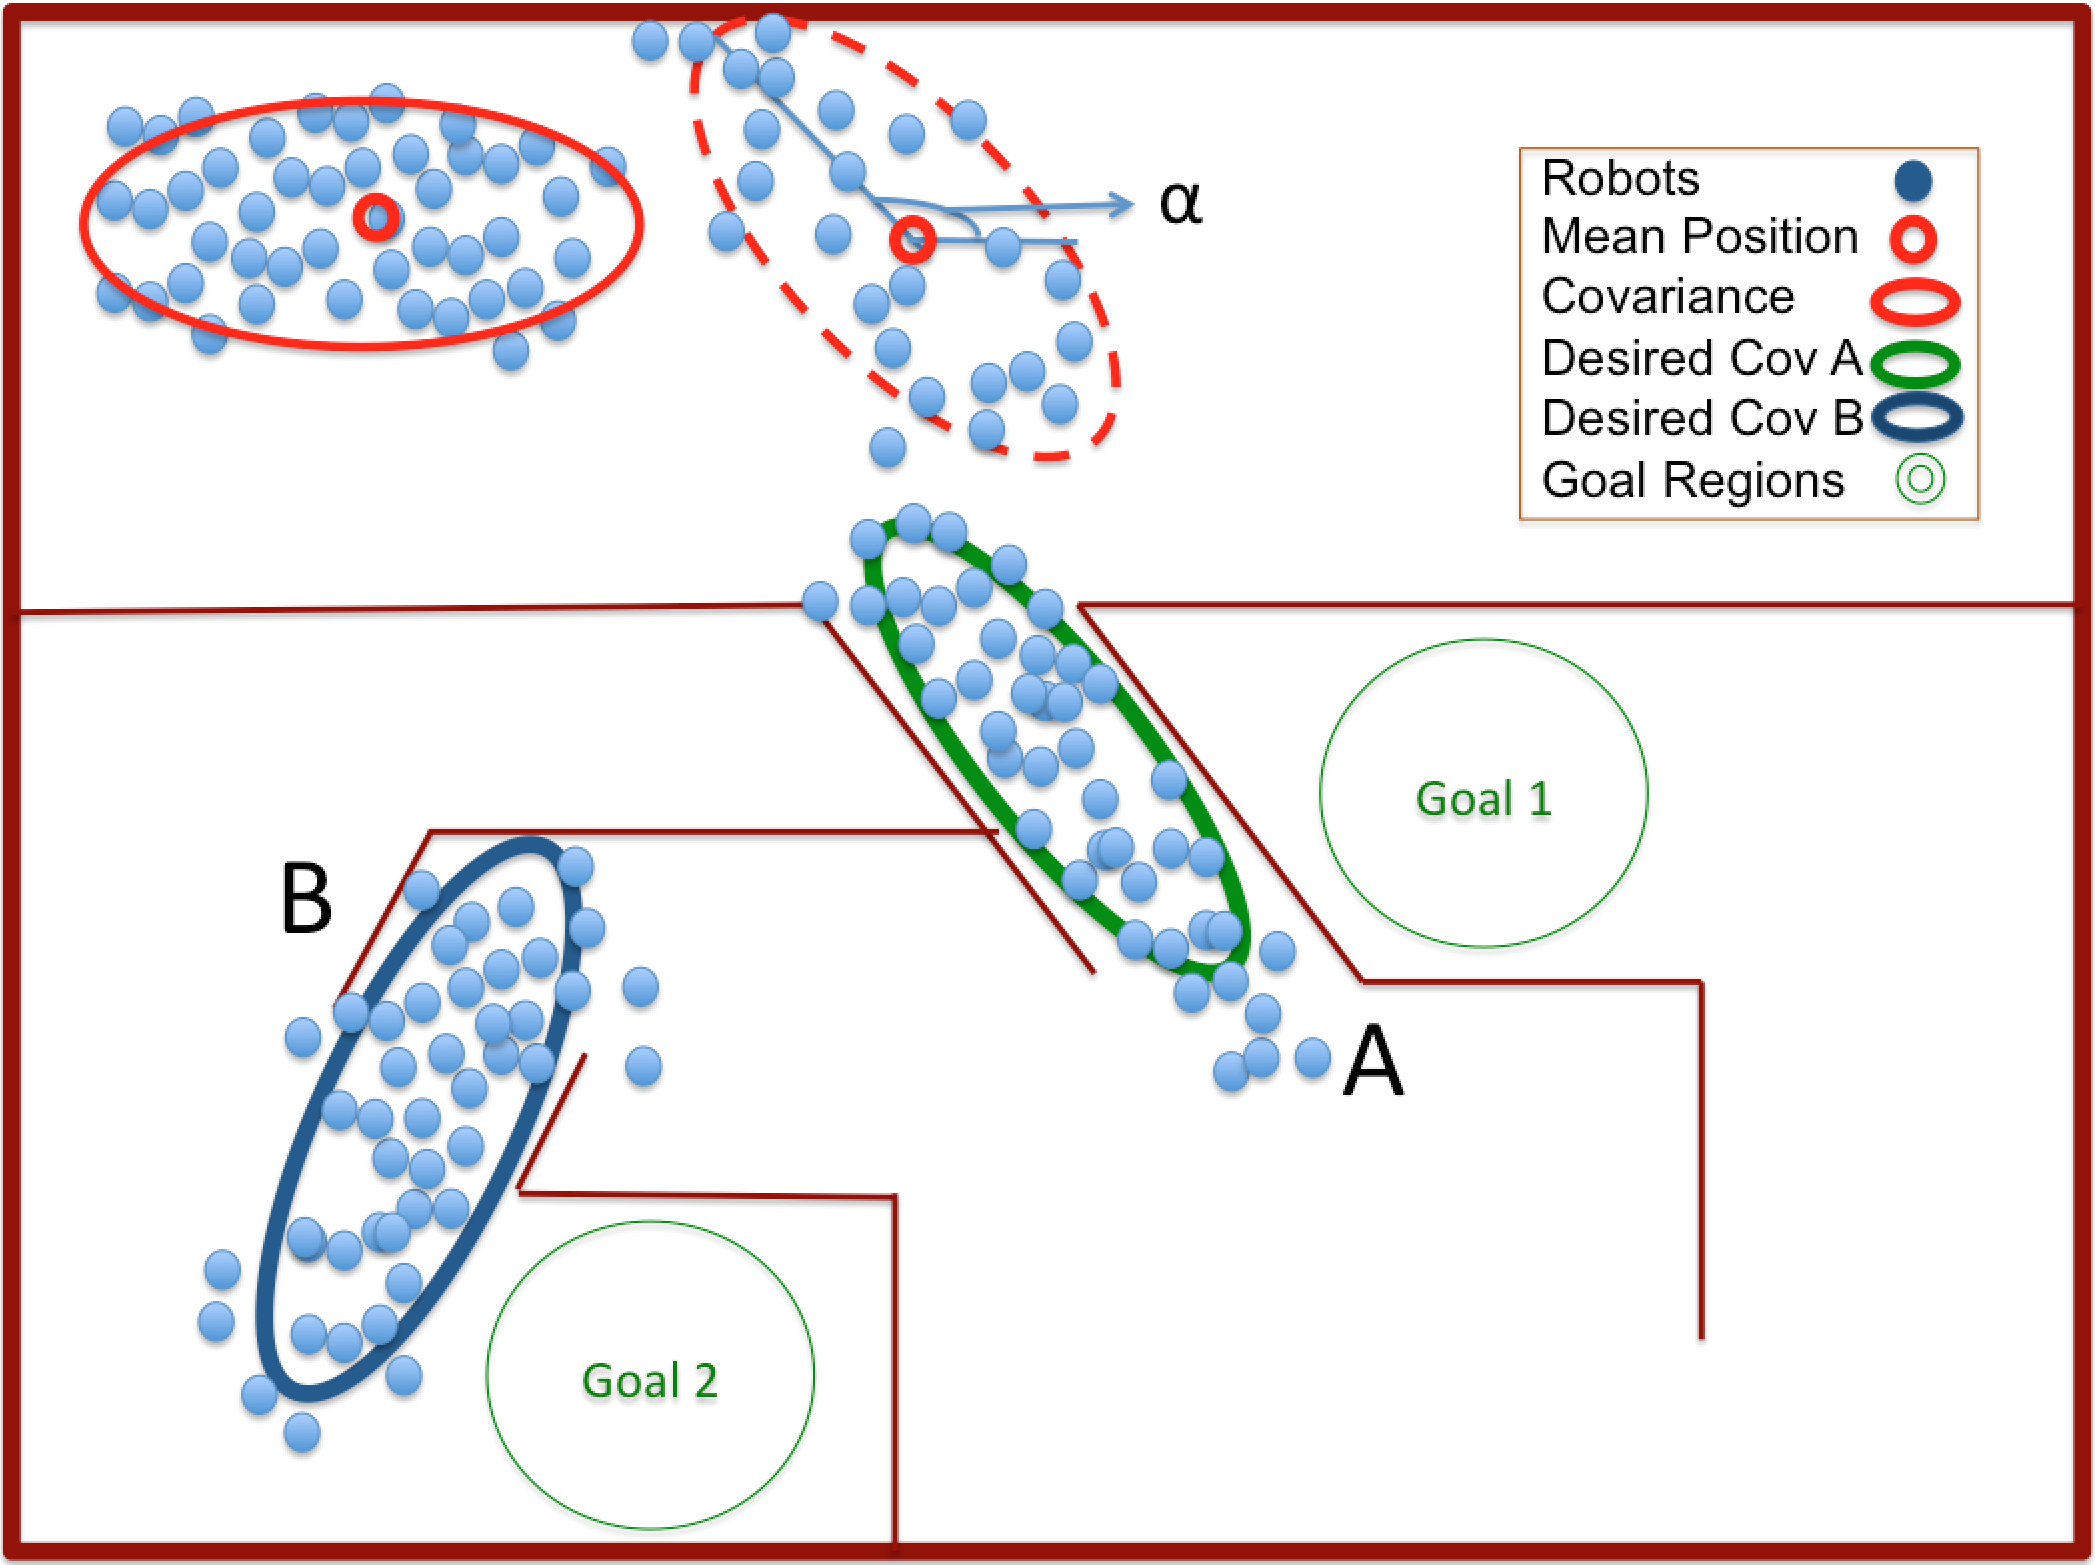 α
Robots
Mean Position
Covariance
Desired Cov A
Desired Cov B
Goal Regions
Goal 1
B
A
Goal 2